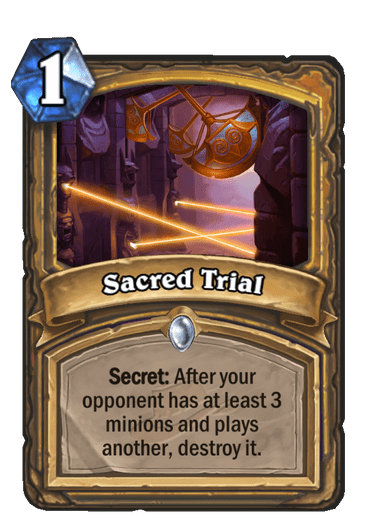 1
Sacred Trial
Secret: After your
opponent has at least 3
minions and plays
another, destroy it.